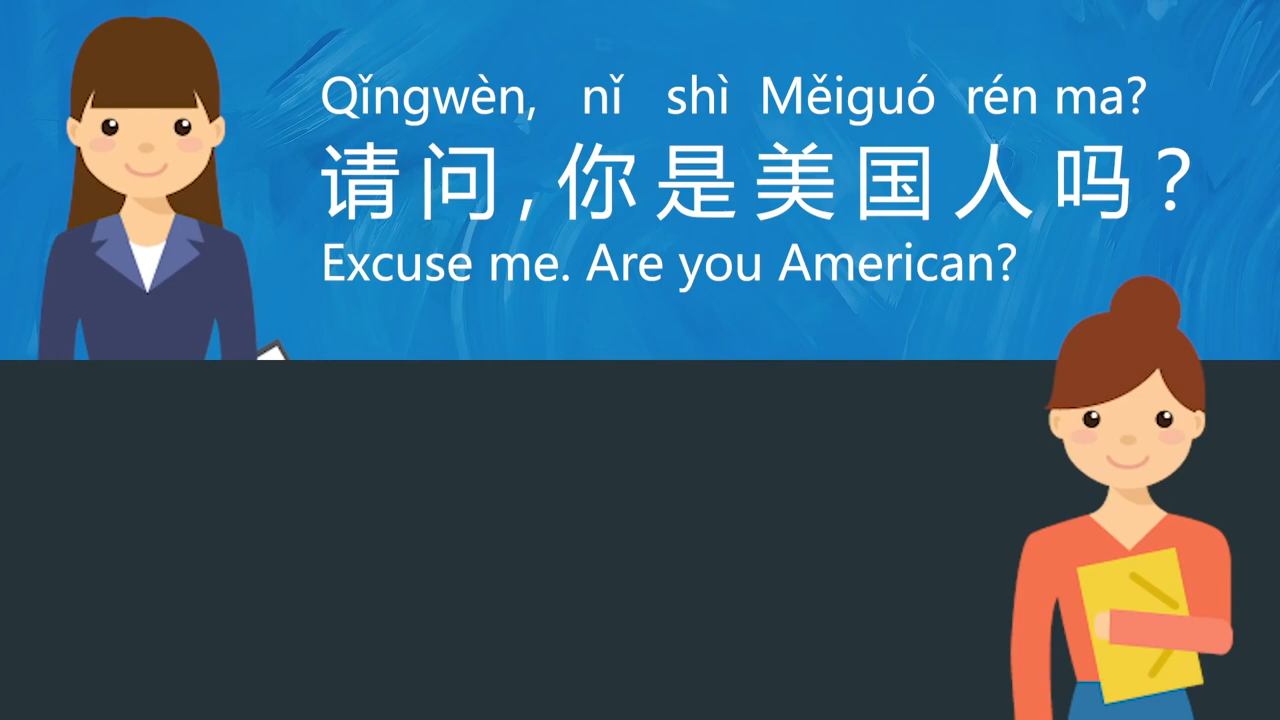 Qǐngwèn, nǐ shì Měiguó rén ma?
请问,你是美国人吗?
Excuse me. Are you American?